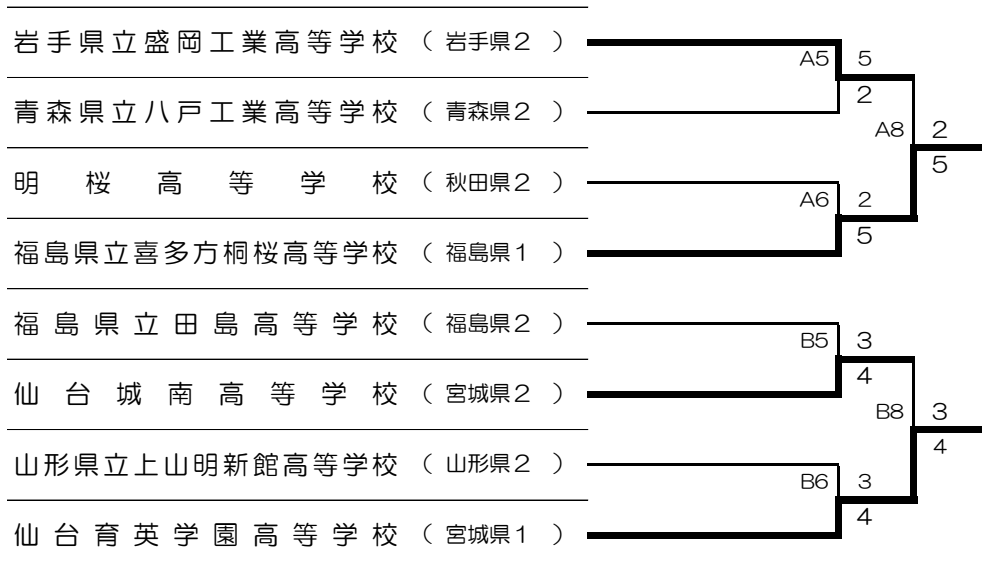 岩手県立盛岡工業高等学校 （ 岩手県２ ）
A5 5
2
青森県立八戸工業高等学校 （ 青森県２ ）
A8 2
5
明桜高等学校 （ 秋田県２ ）
A6 2
5
福島県立喜多方桐桜高等学校 （ 福島県１ ）
福島県立田島高等学校 （ 福島県２ ）
B5 3
4
仙台城南高等学校 （ 宮城県２ ）
B8 3
4
山形県立上山明新館高等学校 （ 山形県２ ）
B6 3
4
仙台育英学園高等学校 （ 宮城県１ ）